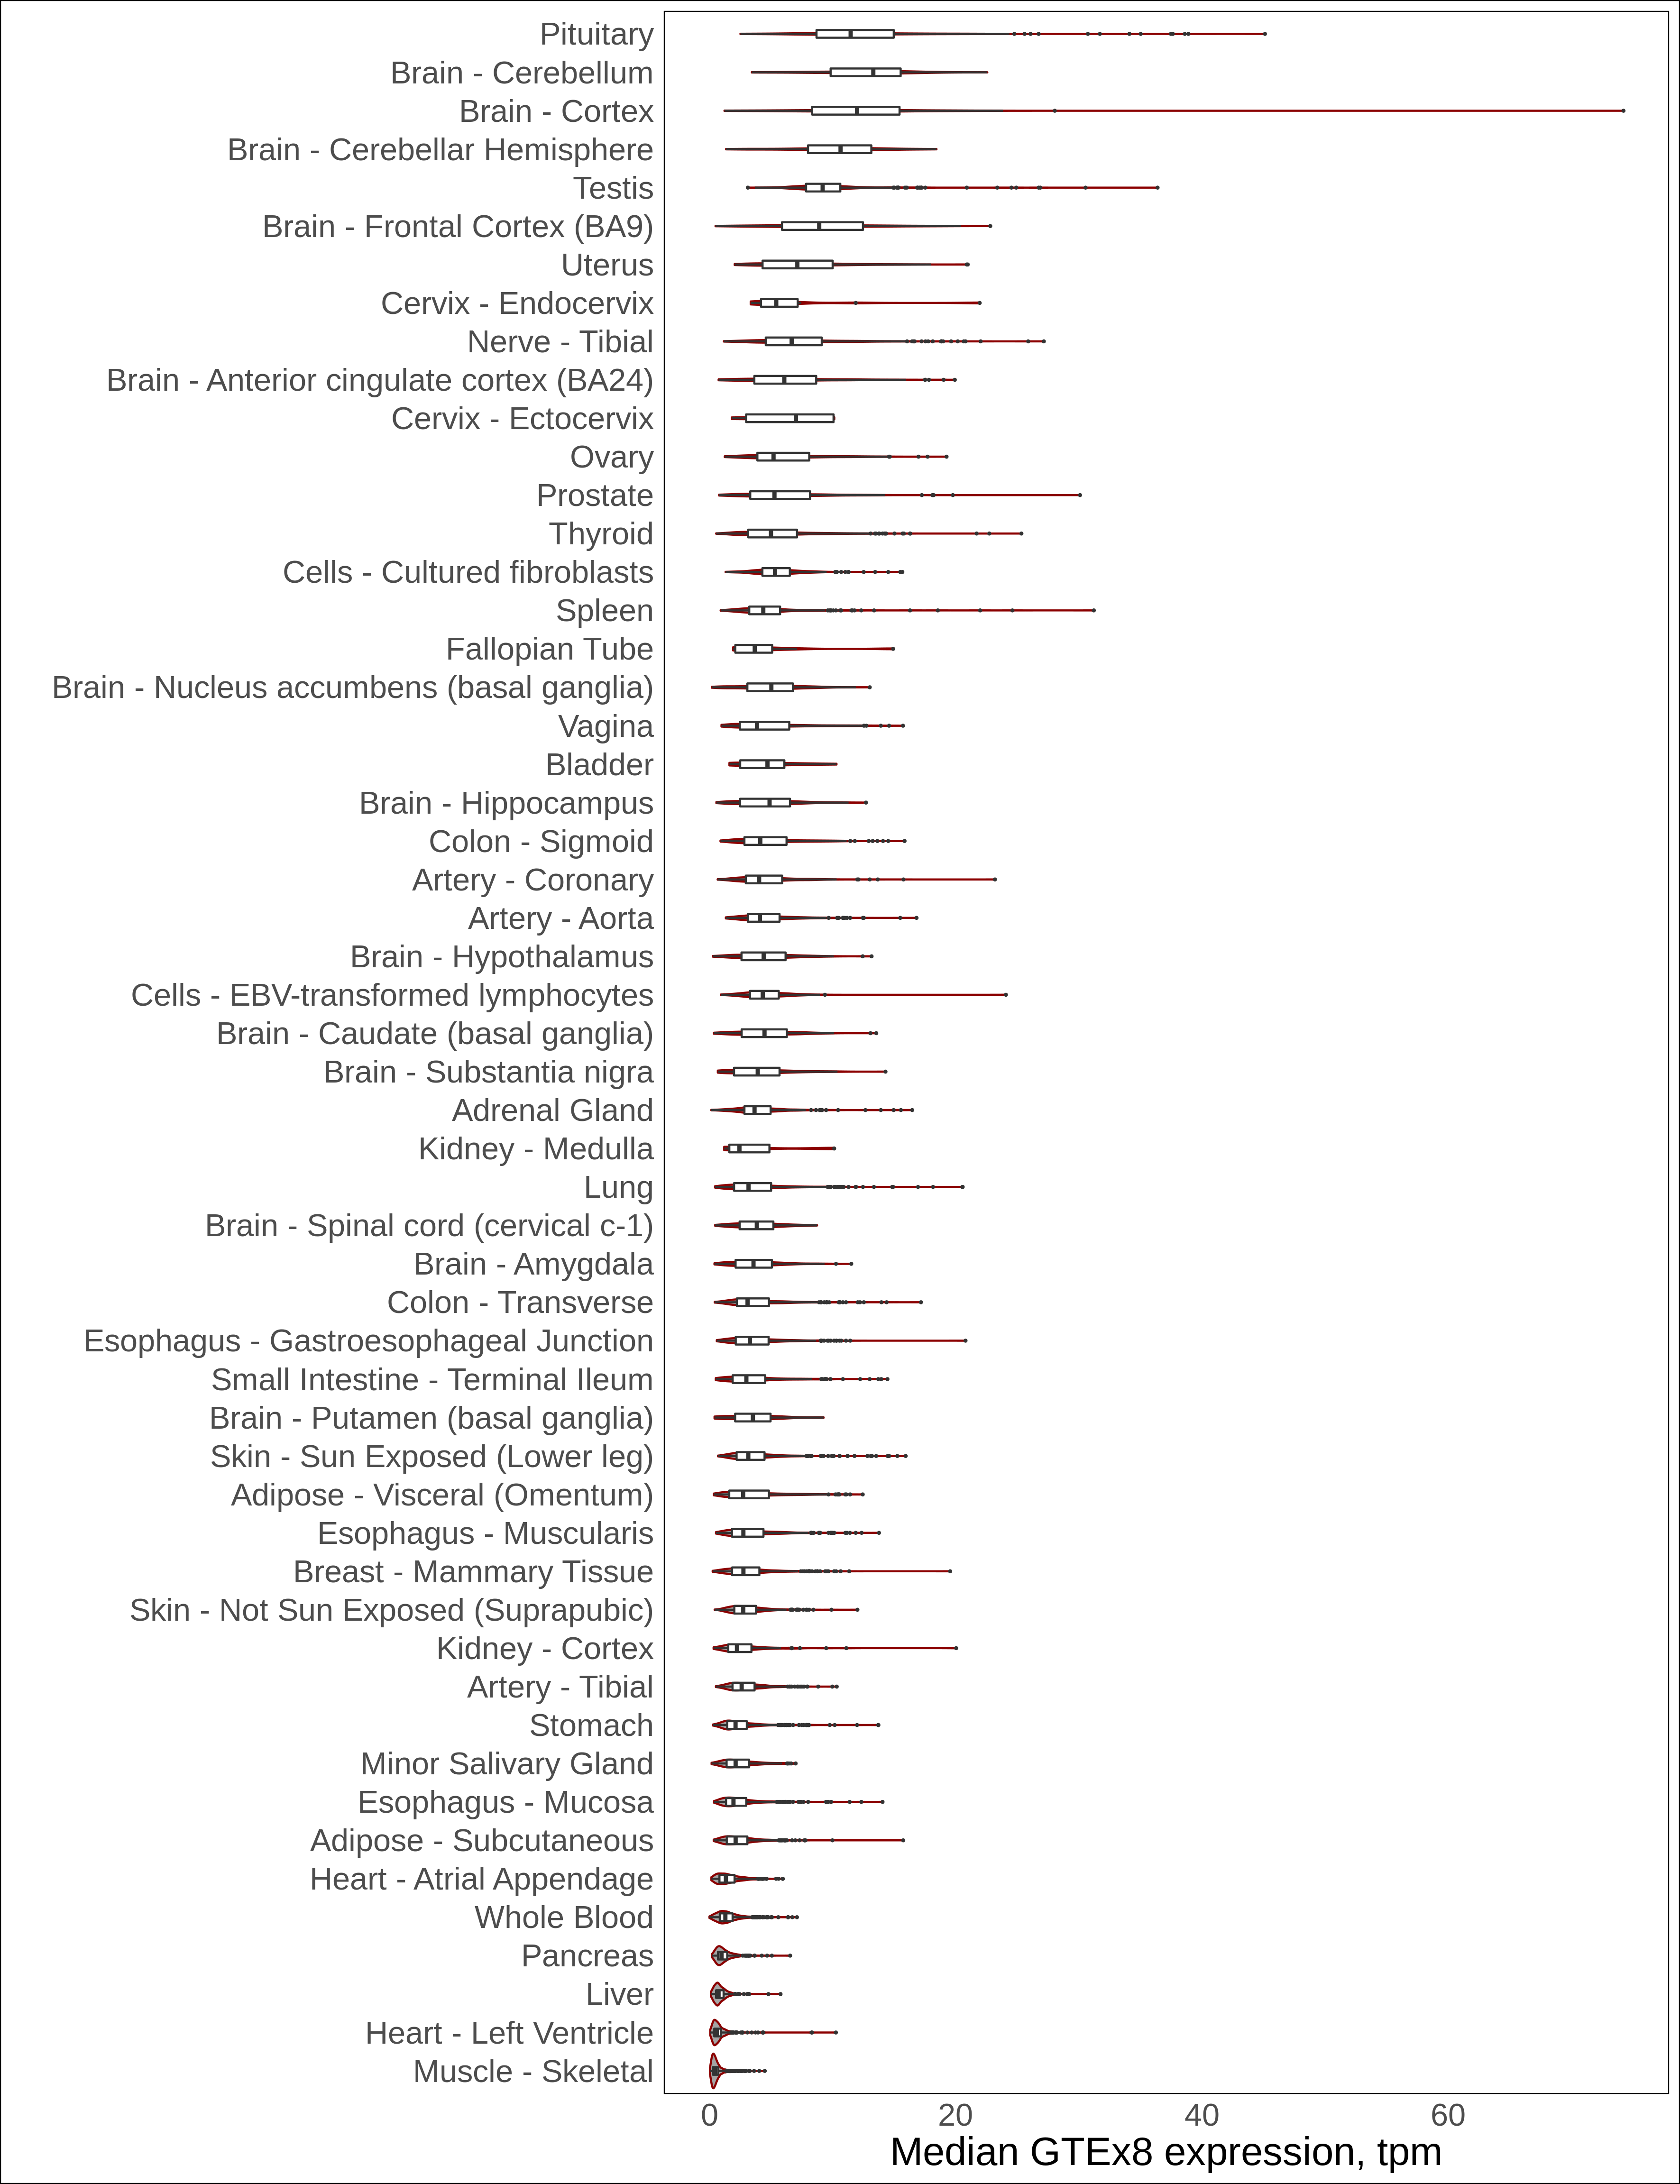 Pituitary
Brain - Cerebellum
Brain - Cortex
Brain - Cerebellar Hemisphere
Testis
Brain - Frontal Cortex (BA9)
Uterus
Cervix - Endocervix
Nerve - Tibial
Brain - Anterior cingulate cortex (BA24)
Cervix - Ectocervix
Ovary
Prostate
Thyroid
Cells - Cultured fibroblasts
Spleen
Fallopian Tube
Brain - Nucleus accumbens (basal ganglia)
Vagina
Bladder
Brain - Hippocampus
Colon - Sigmoid
Artery - Coronary
Artery - Aorta
Brain - Hypothalamus
Cells - EBV-transformed lymphocytes
Brain - Caudate (basal ganglia)
Brain - Substantia nigra
Adrenal Gland
Kidney - Medulla
Lung
Brain - Spinal cord (cervical c-1)
Brain - Amygdala
Colon - Transverse
Esophagus - Gastroesophageal Junction
Small Intestine - Terminal Ileum
Brain - Putamen (basal ganglia)
Skin - Sun Exposed (Lower leg)
Adipose - Visceral (Omentum)
Esophagus - Muscularis
Breast - Mammary Tissue
Skin - Not Sun Exposed (Suprapubic)
Kidney - Cortex
Artery - Tibial
Stomach
Minor Salivary Gland
Esophagus - Mucosa
Adipose - Subcutaneous
Heart - Atrial Appendage
Whole Blood
Pancreas
Liver
Heart - Left Ventricle
Muscle - Skeletal
0 20 40 60
Median GTEx8 expression, tpm